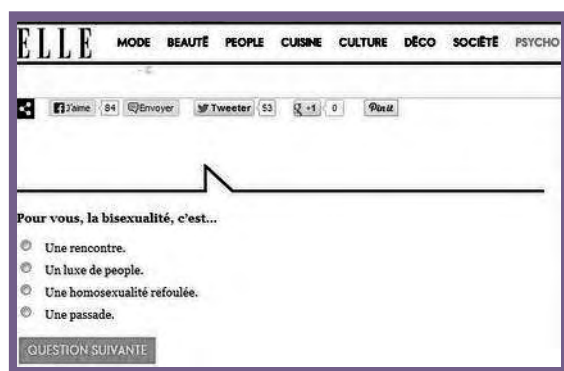 ELLE MODE BEAUTÉ PEOPLE CUISINE CULTURE DÉCO SOCIÉTÉ PSYCHO
J'aime 84 Envoyer Tweeter 53 +1 0 Pin it
Pour vous, la bisexualité, c'est...
Une rencontre.
Un luxe de people.
Une homosexualité refoulée.
Une passade.
QUESTION SUIVANTE